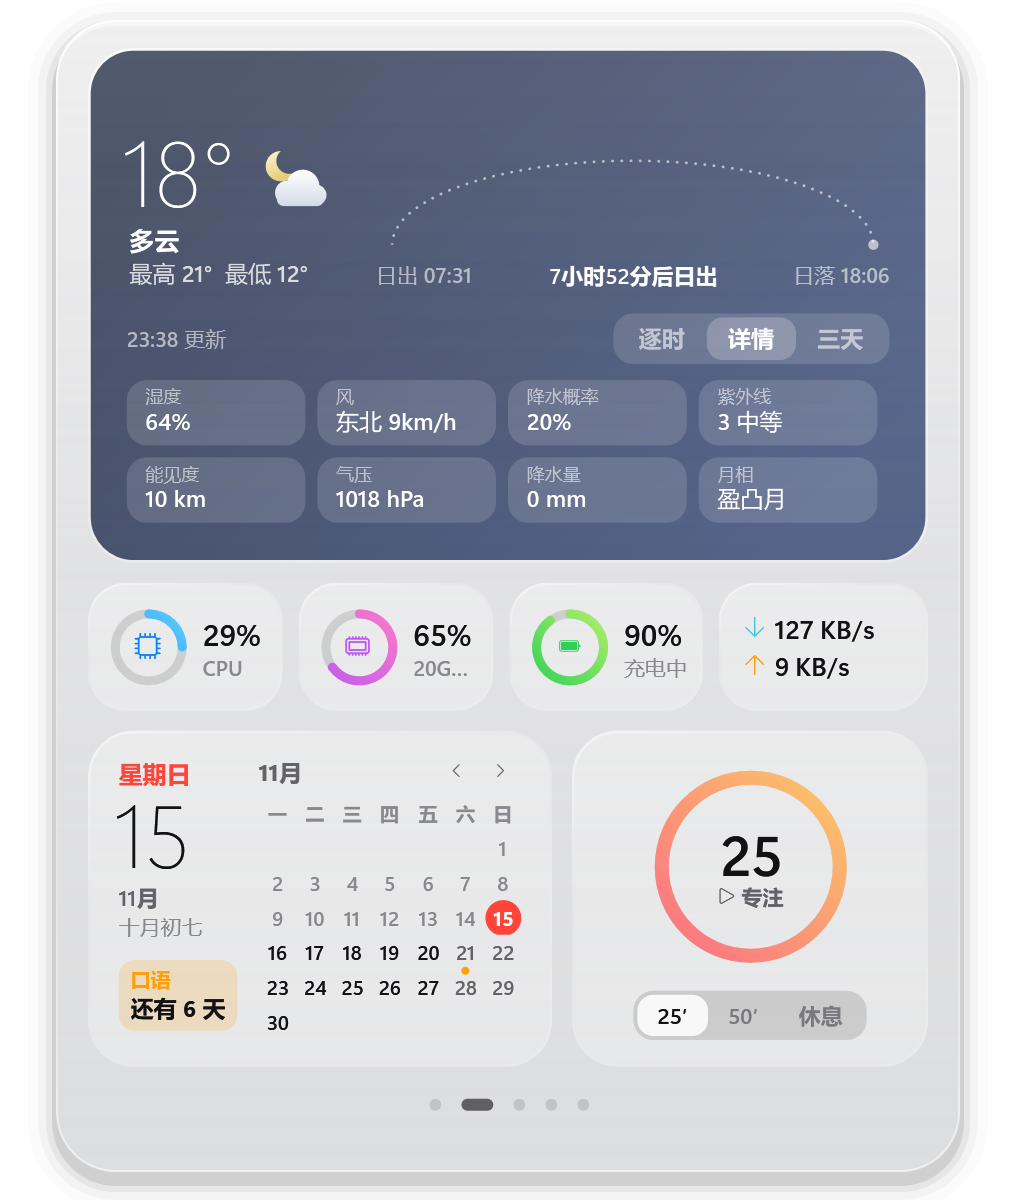 18°
多云
最高 21° 最低 12°
日出 07:31
7小时52分后日出
日落 18:06
23:38 更新
逐时 详情 三天
湿度
64%
风
东北 9km/h
降水概率
20%
紫外线
3 中等
能见度
10 km
气压
1018 hPa
降水量
0 mm
月相
盈凸月
29%
CPU
65%
20G...
90%
充电中
127 KB/s
9 KB/s
星期日
15
11月
十月初七
口语
还有 6 天
11月
一 二 三 四 五 六 日
1
2 3 4 5 6 7 8
9 10 11 12 13 14 15
16 17 18 19 20 21 22
23 24 25 26 27 28 29
30
25
专注
25′ 50′ 休息